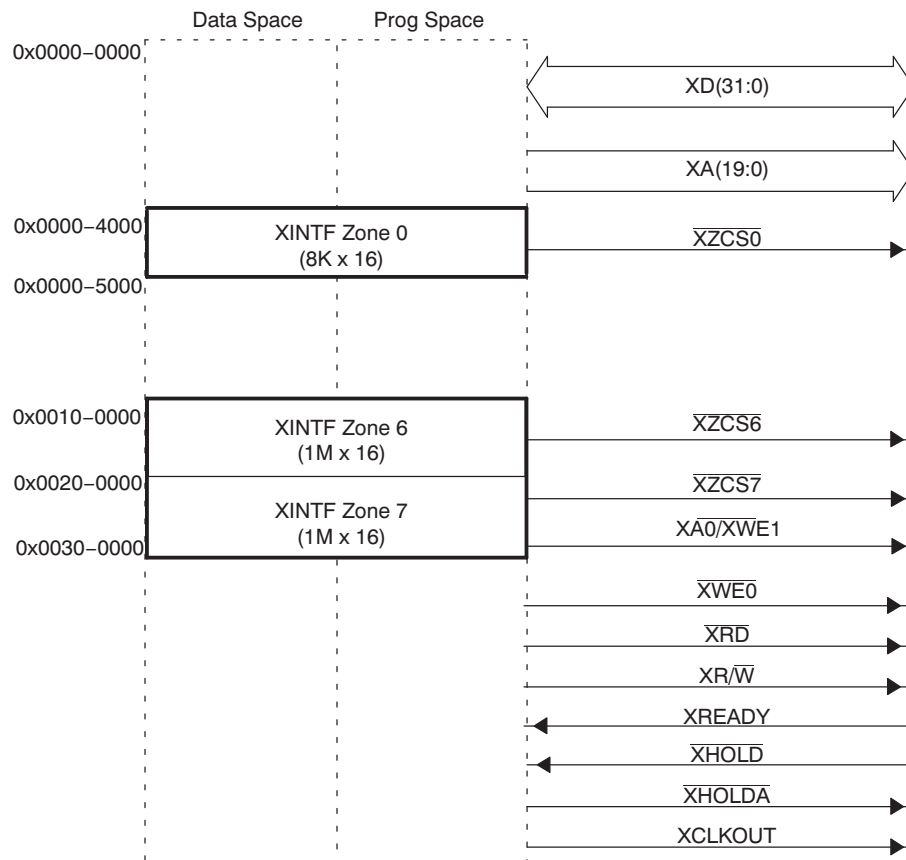 Data Space Prog Space
0x0000–0000
XD(31:0)
XA(19:0)
0x0000–4000
XINTF Zone 0
(8K x 16)
XZCS0
0x0000–5000
0x0010–0000
XINTF Zone 6
(1M x 16)
XZCS6
0x0020–0000
XZCS7
XINTF Zone 7
(1M x 16)
XA0/XWE1
0x0030–0000
XWE0
XRD
XR/W
XREADY
XHOLD
XHOLDA
XCLKOUT